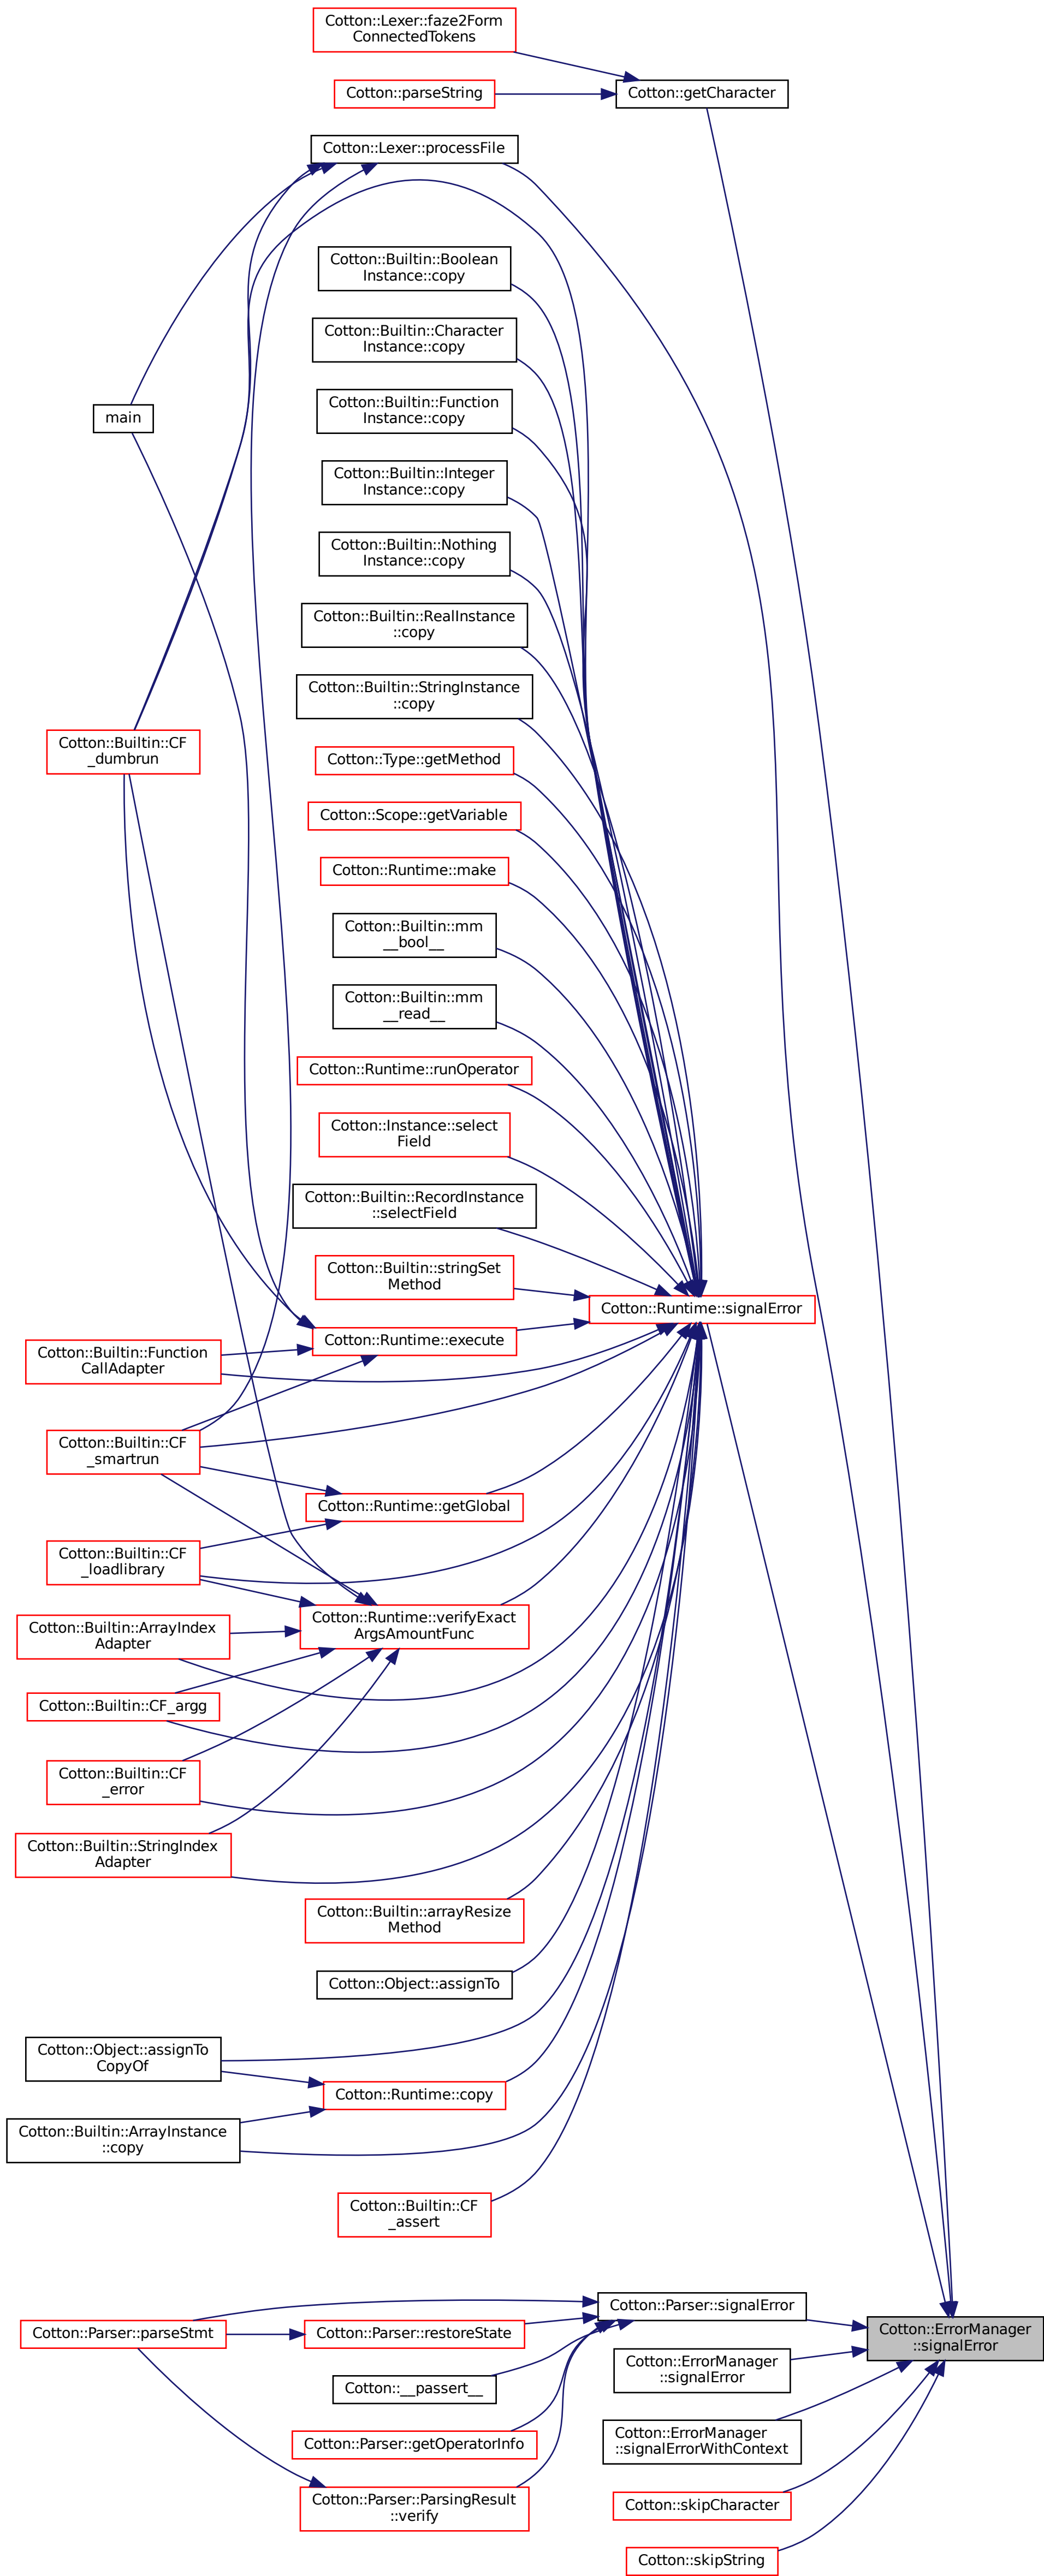 Cotton::Lexer::faze2Form
ConnectedTokens
Cotton::parseString
Cotton::getCharacter
Cotton::Lexer::processFile
Cotton::Builtin::Boolean
Instance::copy
Cotton::Builtin::Character
Instance::copy
Cotton::Builtin::Function
Instance::copy
main
Cotton::Builtin::Integer
Instance::copy
Cotton::Builtin::Nothing
Instance::copy
Cotton::Builtin::RealInstance
::copy
Cotton::Builtin::StringInstance
::copy
Cotton::Builtin::CF
_dumbrun
Cotton::Type::getMethod
Cotton::Scope::getVariable
Cotton::Runtime::make
Cotton::Builtin::mm
__bool__
Cotton::Builtin::mm
__read__
Cotton::Runtime::runOperator
Cotton::Instance::select
Field
Cotton::Builtin::RecordInstance
::selectField
Cotton::Builtin::stringSet
Method
Cotton::Runtime::signalError
Cotton::Runtime::execute
Cotton::Builtin::Function
CallAdapter
Cotton::Builtin::CF
_smartrun
Cotton::Runtime::getGlobal
Cotton::Builtin::CF
_loadlibrary
Cotton::Runtime::verifyExact
ArgsAmountFunc
Cotton::Builtin::ArrayIndex
Adapter
Cotton::Builtin::CF_argg
Cotton::Builtin::CF
_error
Cotton::Builtin::StringIndex
Adapter
Cotton::Builtin::arrayResize
Method
Cotton::Object::assignTo
Cotton::Object::assignTo
CopyOf
Cotton::Runtime::copy
Cotton::Builtin::ArrayInstance
::copy
Cotton::Builtin::CF
_assert
Cotton::Parser::signalError
Cotton::ErrorManager
::signalError
Cotton::Parser::parseStmt
Cotton::Parser::restoreState
Cotton::ErrorManager
::signalError
Cotton::__passert__
Cotton::ErrorManager
::signalErrorWithContext
Cotton::Parser::getOperatorInfo
Cotton::Parser::ParsingResult
::verify
Cotton::skipCharacter
Cotton::skipString